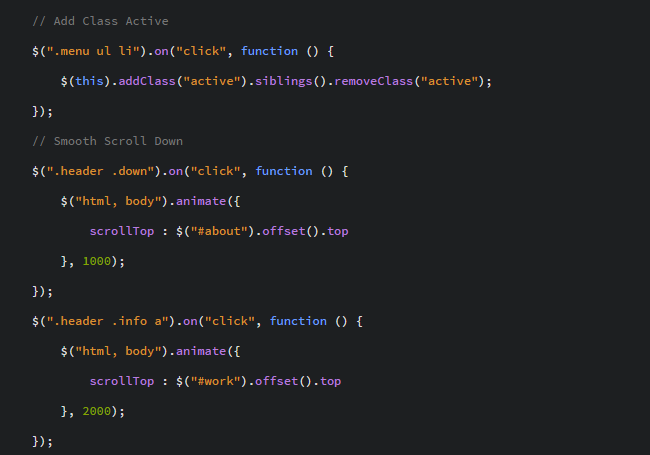 // Add Class Active
$(".menu ul li").on("click", function () {
$(this).addClass("active").siblings().removeClass("active");
});
// Smooth Scroll Down
$(".header .down").on("click", function () {
$("html, body").animate({
scrollTop : $("#about").offset().top
}, 1000);
});
$(".header .info a").on("click", function () {
$("html, body").animate({
scrollTop : $("#work").offset().top
}, 2000);
});